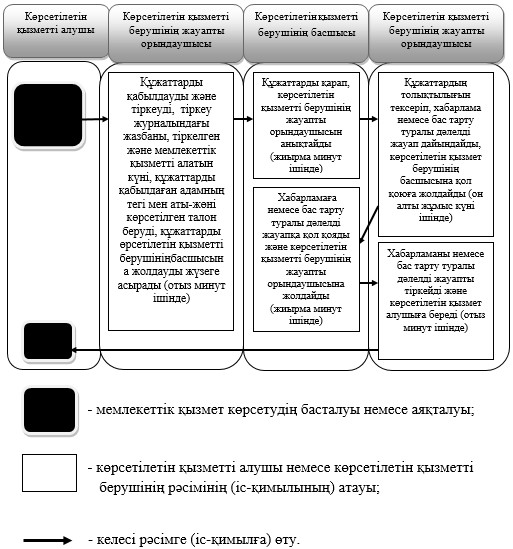 Көрсетілетін
қызметті алушы
Көрсетілетін қызметті
берушінің жауапты
орындаушысы
Көрсетілетін қызметті
берушінің басшысы
Көрсетілетін қызметті
берушінің жауапты
орындаушысы
Құжаттарды
қабылдауды және
тіркеуді, тіркеу
журналындағы
жазбаны, тіркелген
және мемлекеттік
қызметті алатын
күні, құжаттарды
қабылдаған адамның
тегі мен аты-жөні
көрсетілген талон
беруді, құжаттарды
өрсетілетін қызметті
берушініңбасшысын
а жолдауды жүзеге
асырады (отыз минут
ішінде)
Құжаттарды қарап,
көрсетілетін
қызметті берушінің
жауапты
орындаушысын
анықтайды
(жиырма минут
ішінде)
Хабарламаға
немесе бас тарту
туралы дәлелді
жауапқа қол қояды
және көрсетілетін
қызметті берушінің
жауапты
орындаушысына
жолдайды
(жиырма минут
ішінде)
Құжаттардың
толықтылығын
тексеріп, хабарлама
немесе бас тарту
туралы дәлелді
жауап дайындайды,
көрсетілетін қызмет
берушінің
басшысына қол
қоюға жолдайды (он
алты жұмыс күні
ішінде)
Хабарламаны немесе
бас тарту туралы
дәлелді жауапты
тіркейді және
көрсетілетін қызмет
алушыға береді (отыз
минут ішінде)
- мемлекеттік қызмет көрсетудің басталуы немесе аяқталуы;
- көрсетілетін қызметті алушы немесе көрсетілетін қызметті
берушінің рәсімінің (іс-қимылының) атауы;
- келесі рәсімге (іс-қимылға) өту.